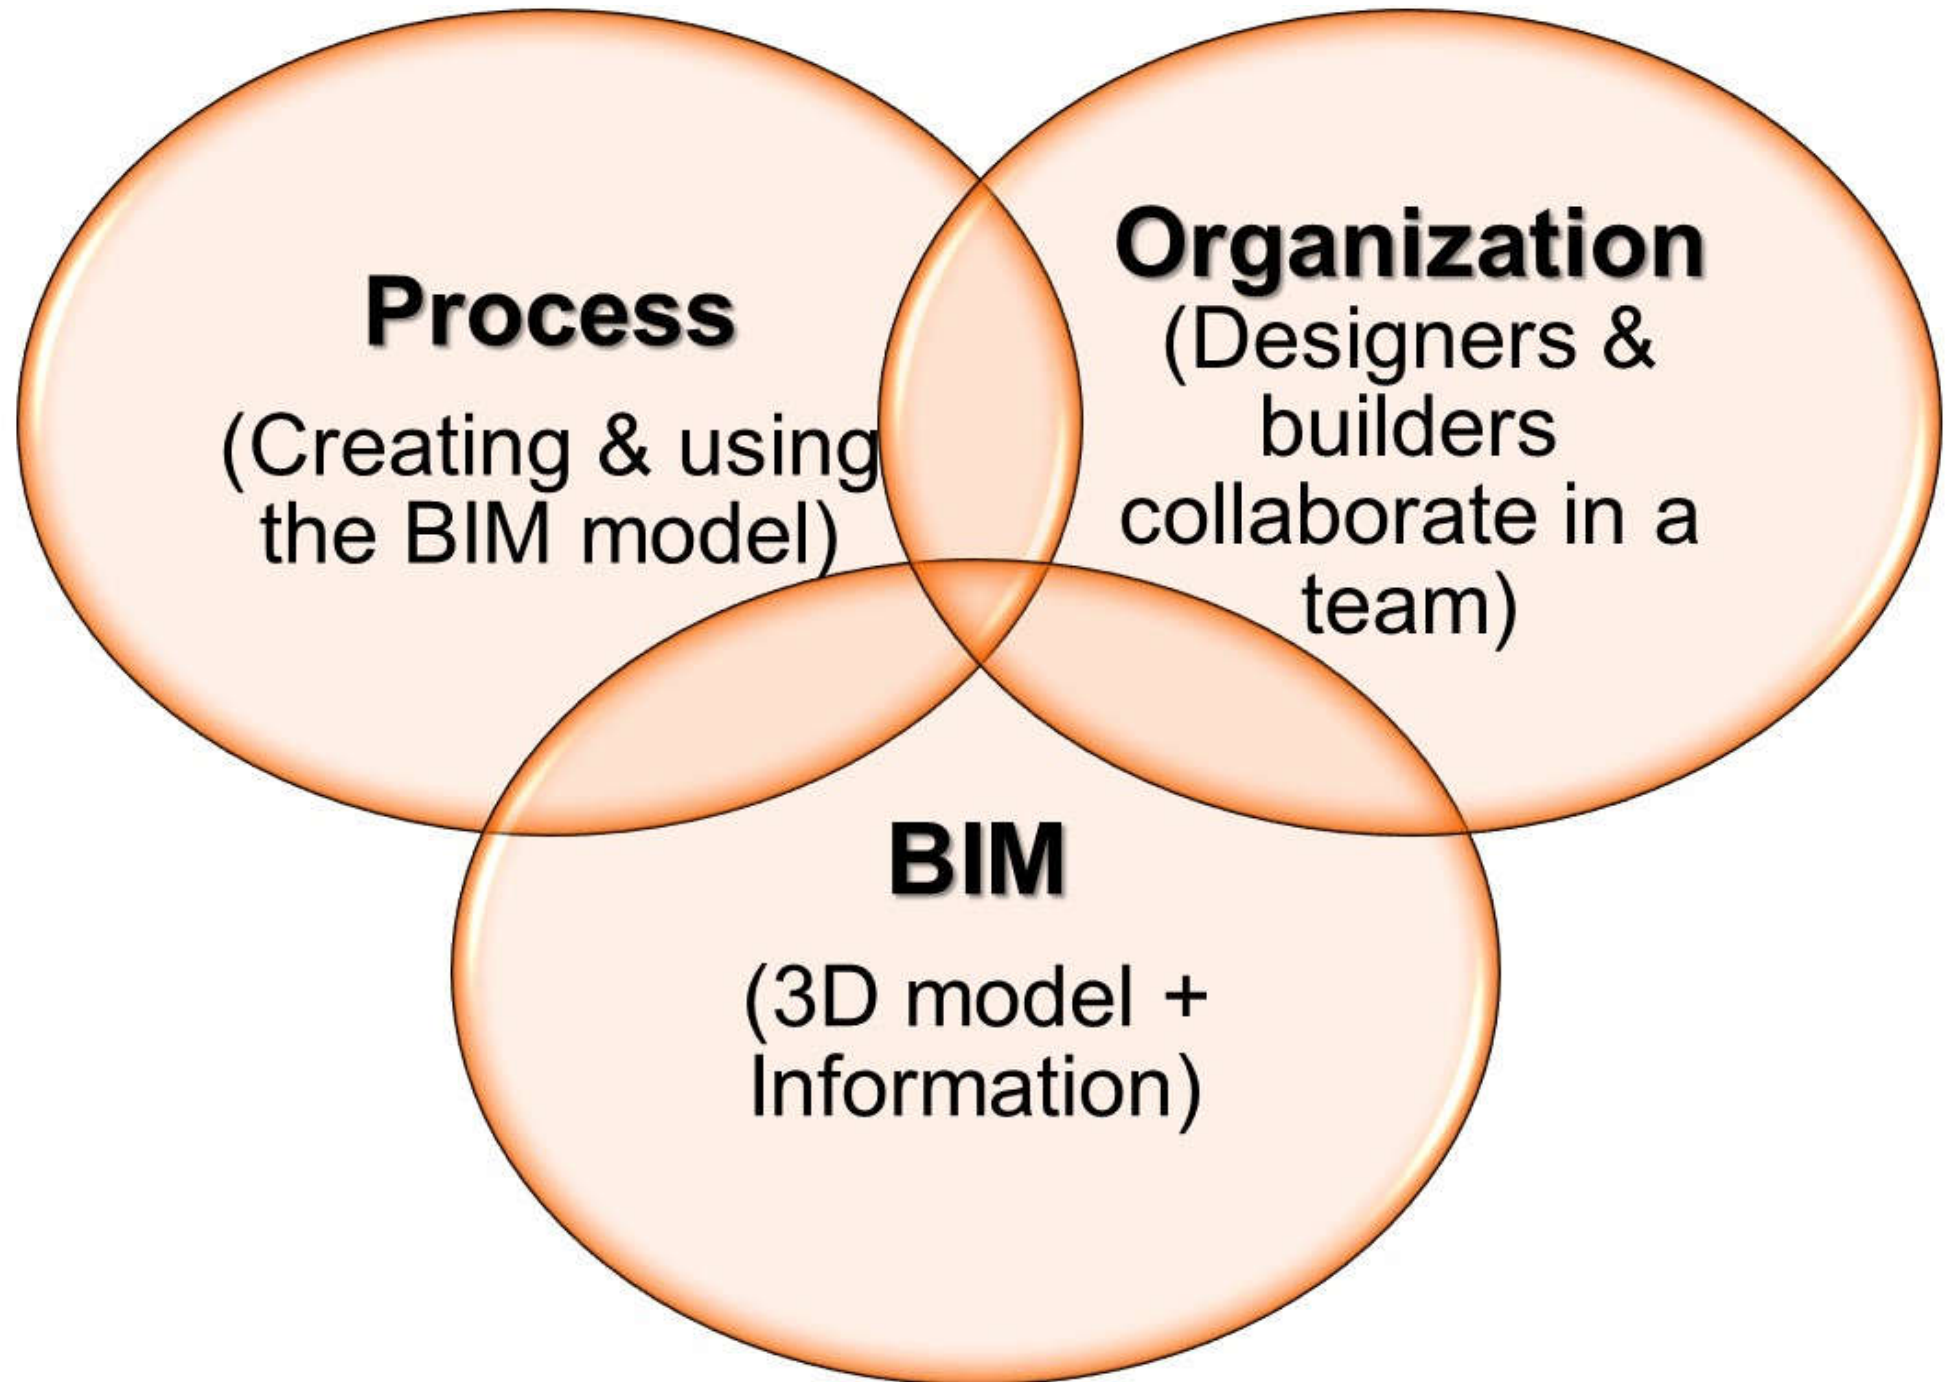 Process
(Creating & using
the BIM model)
Organization
(Designers &
builders
collaborate in a
team)
BIM
(3D model +
Information)